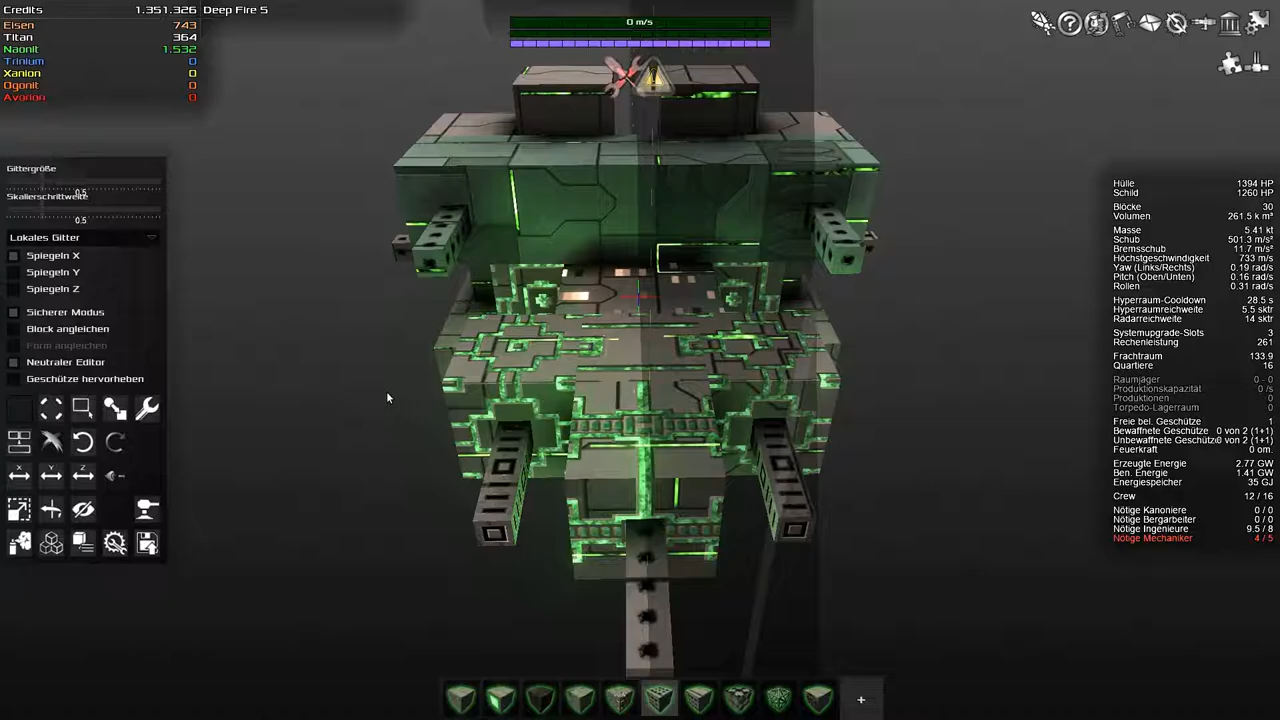 Credits 1.351.326 Deep Fire 5
Eisen 743
Titan 364
Naonit 1.532
Trinium 0
Xanion 0
Ogonit 0
Avorion 0
0 m/s
Gittergröße
0.5
Skalierschrittweite
0.5
Lokales Gitter
Spiegeln X
Spiegeln Y
Spiegeln Z
Sicherer Modus
Block angleichen
Form angleichen
Neutraler Editor
Geschütze hervorheben
X Y Z
Hülle 1394 HP
Schild 1260 HP
Blöcke 30
Volumen 261.5 k m³
Masse 5.41 kt
Schub 501.3 m/s²
Bremsschub 11.7 m/s²
Höchstgeschwindigkeit 733 m/s
Yaw (Links/Rechts) 0.19 rad/s
Pitch (Oben/Unten) 0.16 rad/s
Rollen 0.31 rad/s
Hyperraum-Cooldown 28.5 s
Hyperraumreichweite 5.5 sktr
Radarreichweite 14 sktr
Systemupgrade-Slots 3
Rechenleistung 261
Frachtraum 133.9
Quartiere 16
Raumjäger 0 - 0
Produktionskapazität 0 /s
Produktionen 0
Torpedo-Lagerraum 0
Freie bel. Geschütze 1
Bewaffnete Geschütze 0 von 2 (1+1)
Unbewaffnete Geschütze 0 von 2 (1+1)
Feuerkraft 0 om.
Erzeugte Energie 2.77 GW
Ben. Energie 1.41 GW
Energiespeicher 35 GJ
Crew 12 / 16
Nötige Kanoniere 0 / 0
Nötige Bergarbeiter 0 / 0
Nötige Ingenieure 9.5 / 8
Nötige Mechaniker 4 / 5
+